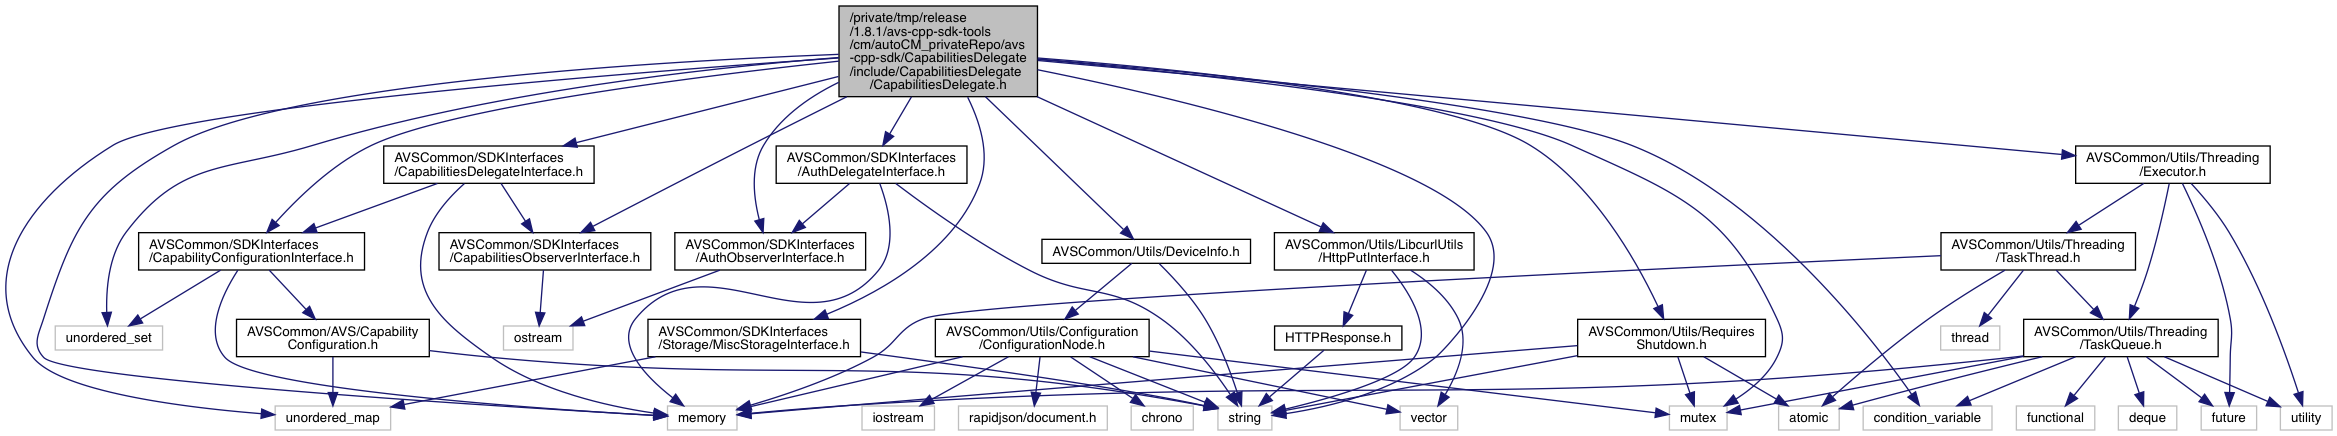 /private/tmp/release
/1.8.1/avs-cpp-sdk-tools
/cm/autoCM_privateRepo/avs
-cpp-sdk/CapabilitiesDelegate
/include/CapabilitiesDelegate
/CapabilitiesDelegate.h
AVSCommon/SDKInterfaces
/CapabilitiesDelegateInterface.h
AVSCommon/SDKInterfaces
/AuthDelegateInterface.h
AVSCommon/Utils/Threading
/Executor.h
AVSCommon/SDKInterfaces
/CapabilityConfigurationInterface.h
AVSCommon/SDKInterfaces
/CapabilitiesObserverInterface.h
AVSCommon/SDKInterfaces
/AuthObserverInterface.h
AVSCommon/Utils/DeviceInfo.h
AVSCommon/Utils/LibcurlUtils
/HttpPutInterface.h
AVSCommon/Utils/Threading
/TaskThread.h
unordered_set
AVSCommon/AVS/Capability
Configuration.h
ostream
AVSCommon/SDKInterfaces
/Storage/MiscStorageInterface.h
AVSCommon/Utils/Configuration
/ConfigurationNode.h
HTTPResponse.h
AVSCommon/Utils/Requires
Shutdown.h
thread
AVSCommon/Utils/Threading
/TaskQueue.h
unordered_map
memory
iostream
rapidjson/document.h
chrono
string
vector
mutex
atomic
condition_variable
functional
deque
future
utility